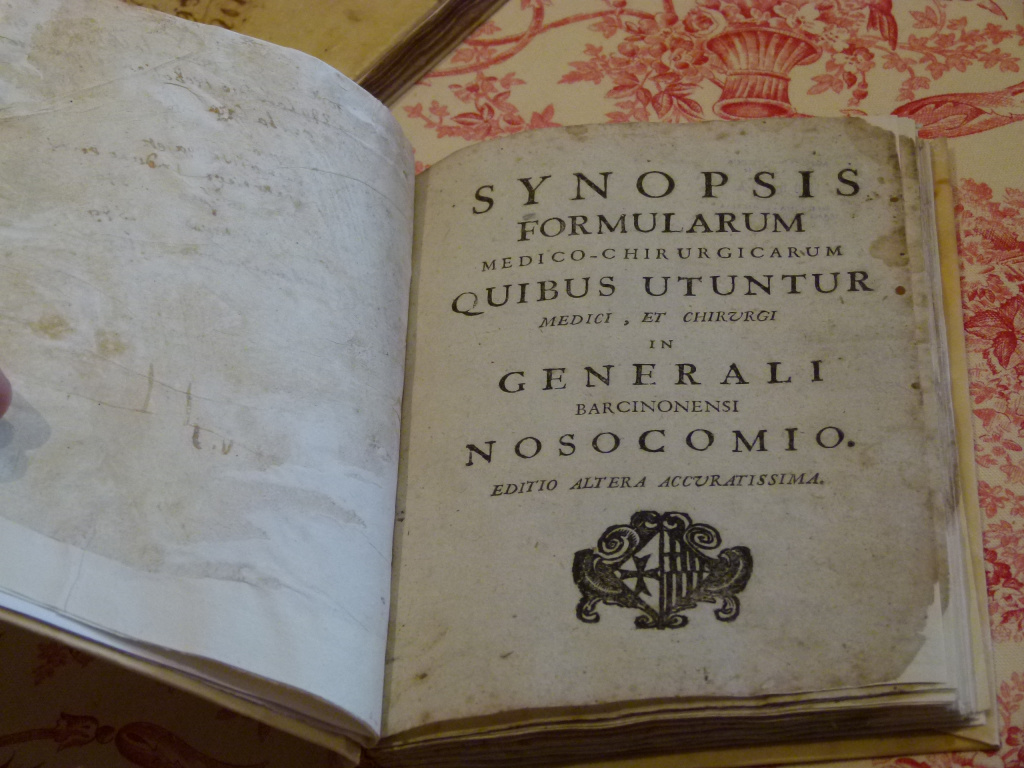 SYNOPSIS
FORMULARUM
MEDICO-CHIRURGICARUM
QUIBUS UTUNTUR
MEDICI, ET CHIRURGI
IN
GENERALI
BARCINONENSI
NOSOCOMIO.
EDITIO ALTERA ACCURATISSIMA.